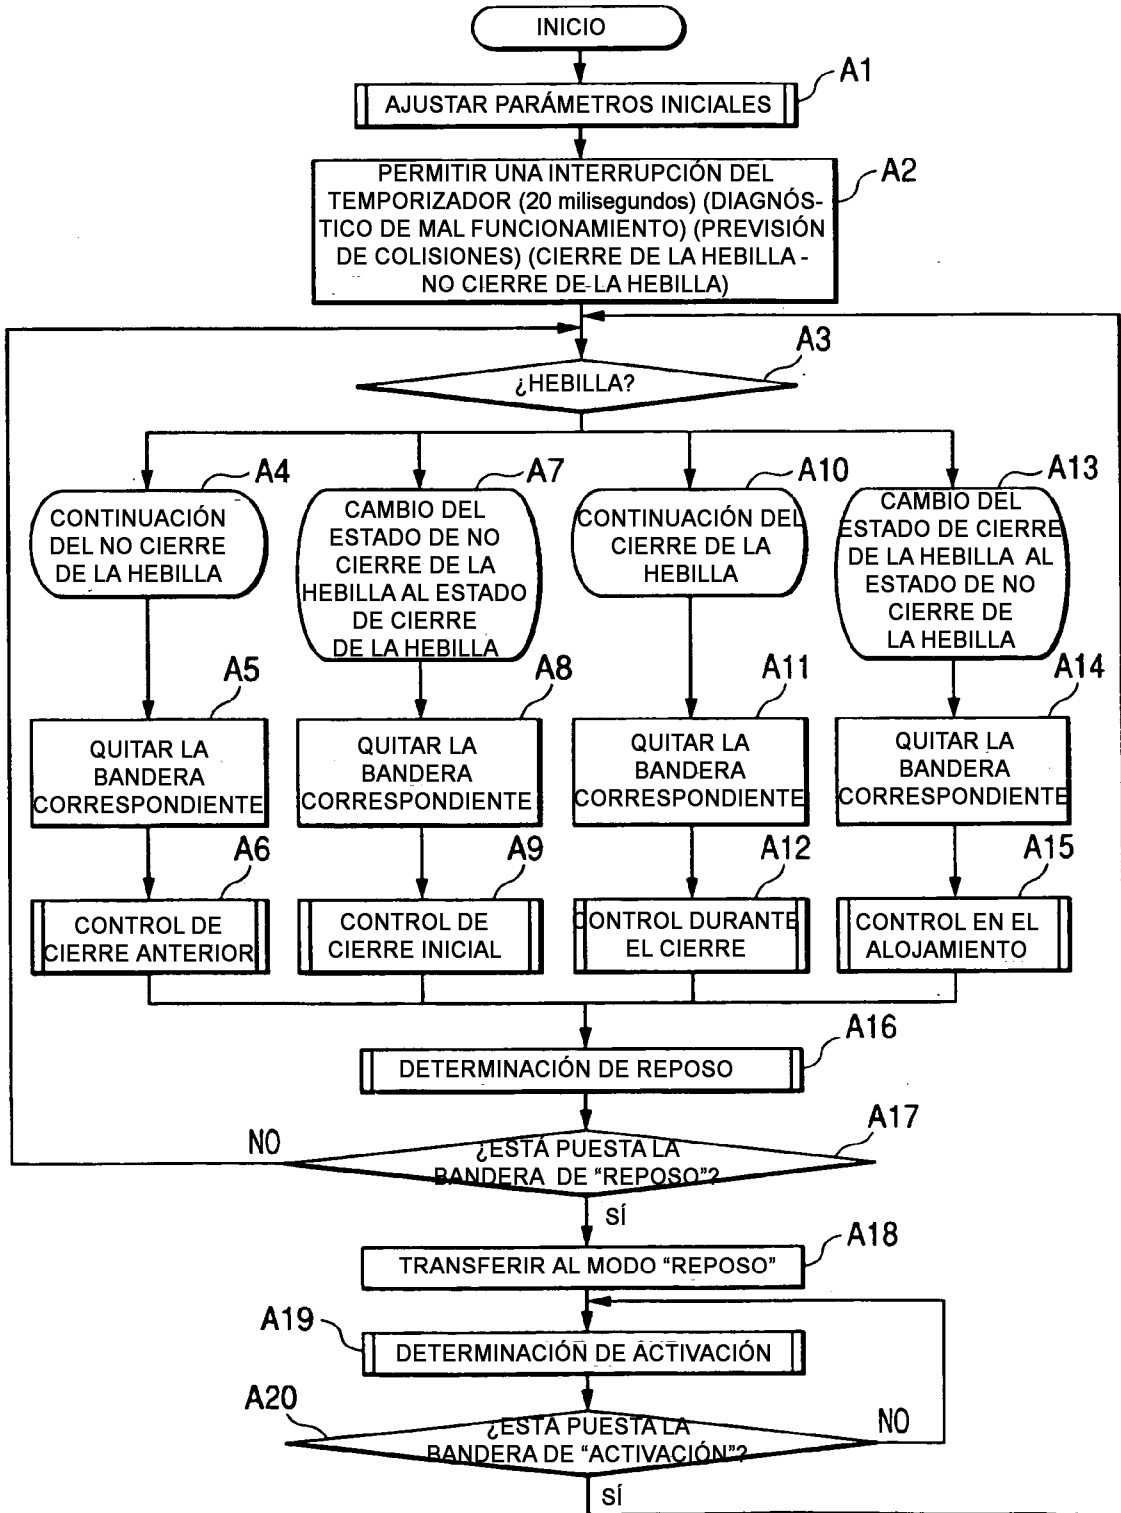 INICIO
A1
AJUSTAR PARÁMETROS INICIALES
A2
PERMITIR UNA INTERRUPCIÓN DEL
TEMPORIZADOR (20 milisegundos) (DIAGNÓS-
TICO DE MAL FUNCIONAMIENTO) (PREVISIÓN
DE COLISIONES) (CIERRE DE LA HEBILLA -
NO CIERRE DE LA HEBILLA)
A3
¿HEBILLA?
A4
CONTINUACIÓN
DEL NO CIERRE
DE LA HEBILLA
A7
CAMBIO DEL
ESTADO DE NO
CIERRE DE LA
HEBILLA AL ESTADO
DE CIERRE
DE LA HEBILLA
A10
CONTINUACIÓN DEL
CIERRE DE LA
HEBILLA
A13
CAMBIO DEL
ESTADO DE CIERRE
DE LA HEBILLA AL
ESTADO DE NO
CIERRE DE
LA HEBILLA
A5
QUITAR LA
BANDERA
CORRESPONDIENTE
A8
QUITAR LA
BANDERA
CORRESPONDIENTE
A11
QUITAR LA
BANDERA
CORRESPONDIENTE
A14
QUITAR LA
BANDERA
CORRESPONDIENTE
A6
CONTROL DE
CIERRE ANTERIOR
A9
CONTROL DE
CIERRE INICIAL
A12
CONTROL DURANTE
EL CIERRE
A15
CONTROL EN EL
ALOJAMIENTO
A16
DETERMINACIÓN DE REPOSO
A17
¿ESTÁ PUESTA LA
BANDERA DE “REPOSO”?
NO
SÍ
A18
TRANSFERIR AL MODO “REPOSO”
A19
DETERMINACIÓN DE ACTIVACIÓN
A20
¿ESTÁ PUESTA LA
BANDERA DE “ACTIVACIÓN”?
NO
SÍ